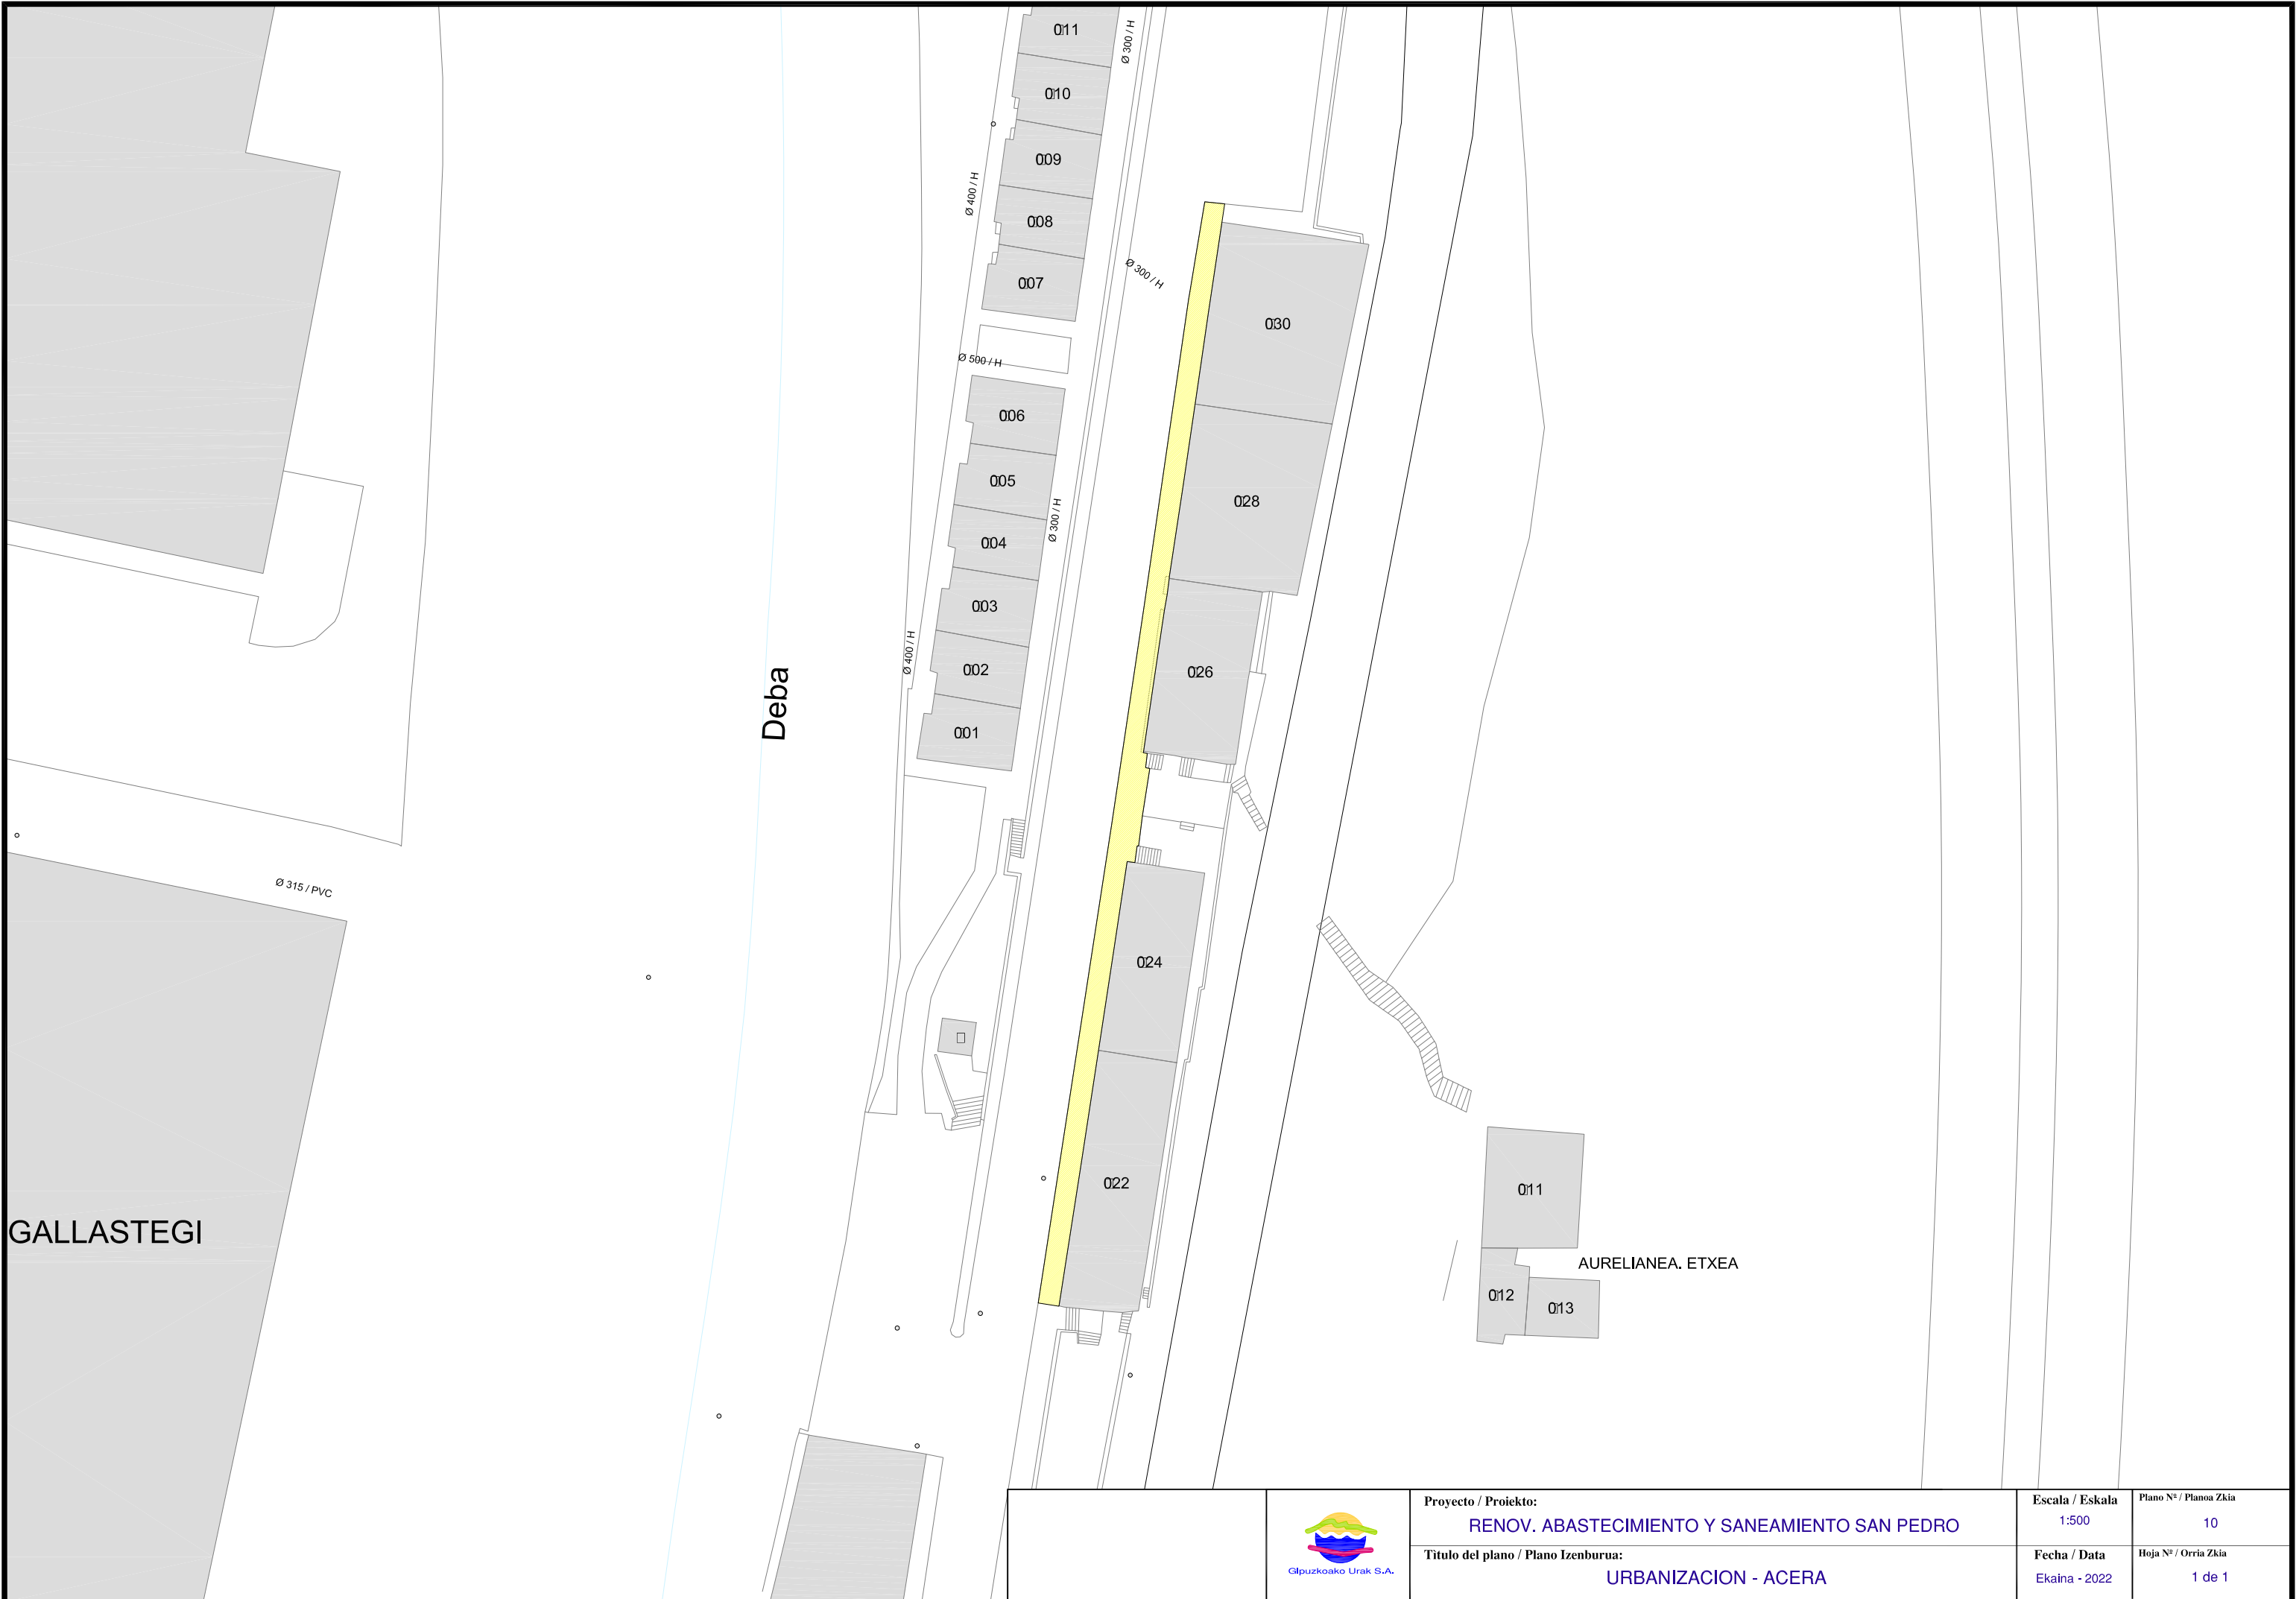 011
Ø 300 / H
010
009
Ø 400 / H
008
Ø 300 / H
007
030
Ø 500 / H
006
005
028
Ø 300 / H
004
003
Ø 400 / H
002
026
Deba
001
Ø 315 / PVC
024
022
011
GALLASTEGI
AURELIANEA. ETXEA
012
013
Gipuzkoako Urak S.A.
Proyecto / Proiekto:
RENOV. ABASTECIMIENTO Y SANEAMIENTO SAN PEDRO
Titulo del plano / Plano Izenburua:
URBANIZACION - ACERA
Escala / Eskala
1:500
Plano Nº / Planoa Zkia
10
Fecha / Data
Ekaina - 2022
Hoja Nº / Orria Zkia
1 de 1